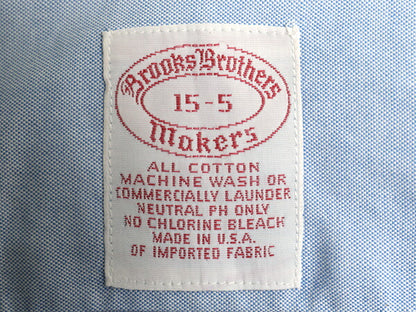 Brooks Brothers
15-5
Makers
ALL COTTON
MACHINE WASH OR
COMMERCIALLY LAUNDER
NEUTRAL PH ONLY
NO CHLORINE BLEACH
MADE IN U.S.A.
OF IMPORTED FABRIC